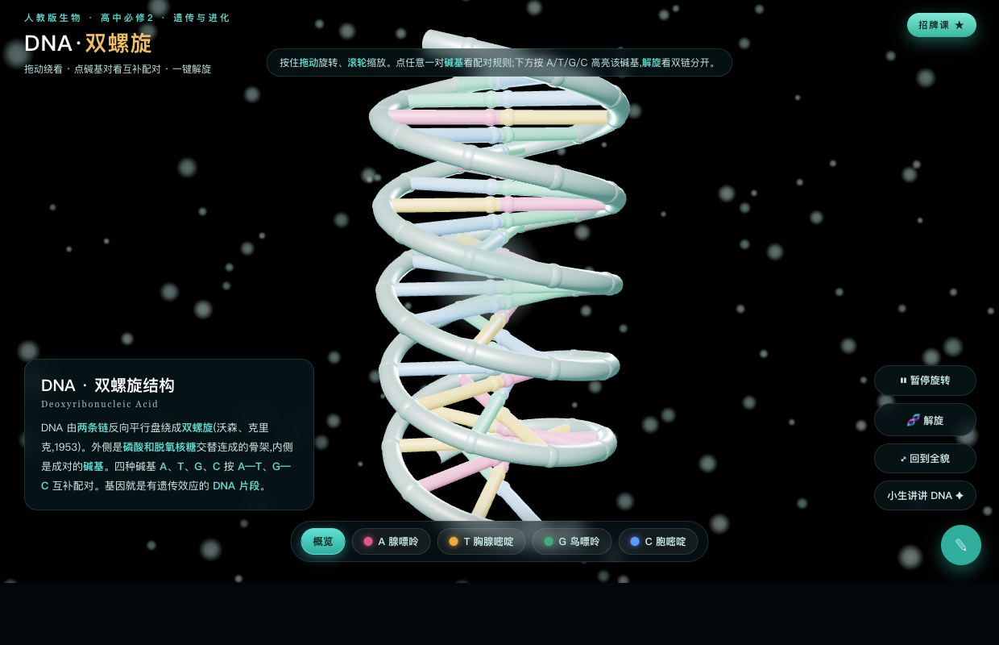 人教版生物 · 高中必修2 · 遗传与进化
招牌课 ★
DNA·双螺旋
拖动绕看 · 点碱基对看互补配对 · 一键解旋
按住拖动旋转、滚轮缩放。点任意一对碱基看配对规则;下方按 A/T/G/C 高亮该碱基,解旋看双链分开。
DNA · 双螺旋结构
Deoxyribonucleic Acid
DNA 由两条链反向平行盘绕成双螺旋(沃森、克里
克,1953)。外侧是磷酸和脱氧核糖交替连成的骨架,内侧
是成对的碱基。四种碱基 A、T、G、C 按 A—T、G—
C 互补配对。基因就是有遗传效应的 DNA 片段。
暂停旋转
解旋
回到全貌
小生讲讲 DNA ✦
概览
A 腺嘌呤
T 胸腺嘧啶
G 鸟嘌呤
C 胞嘧啶